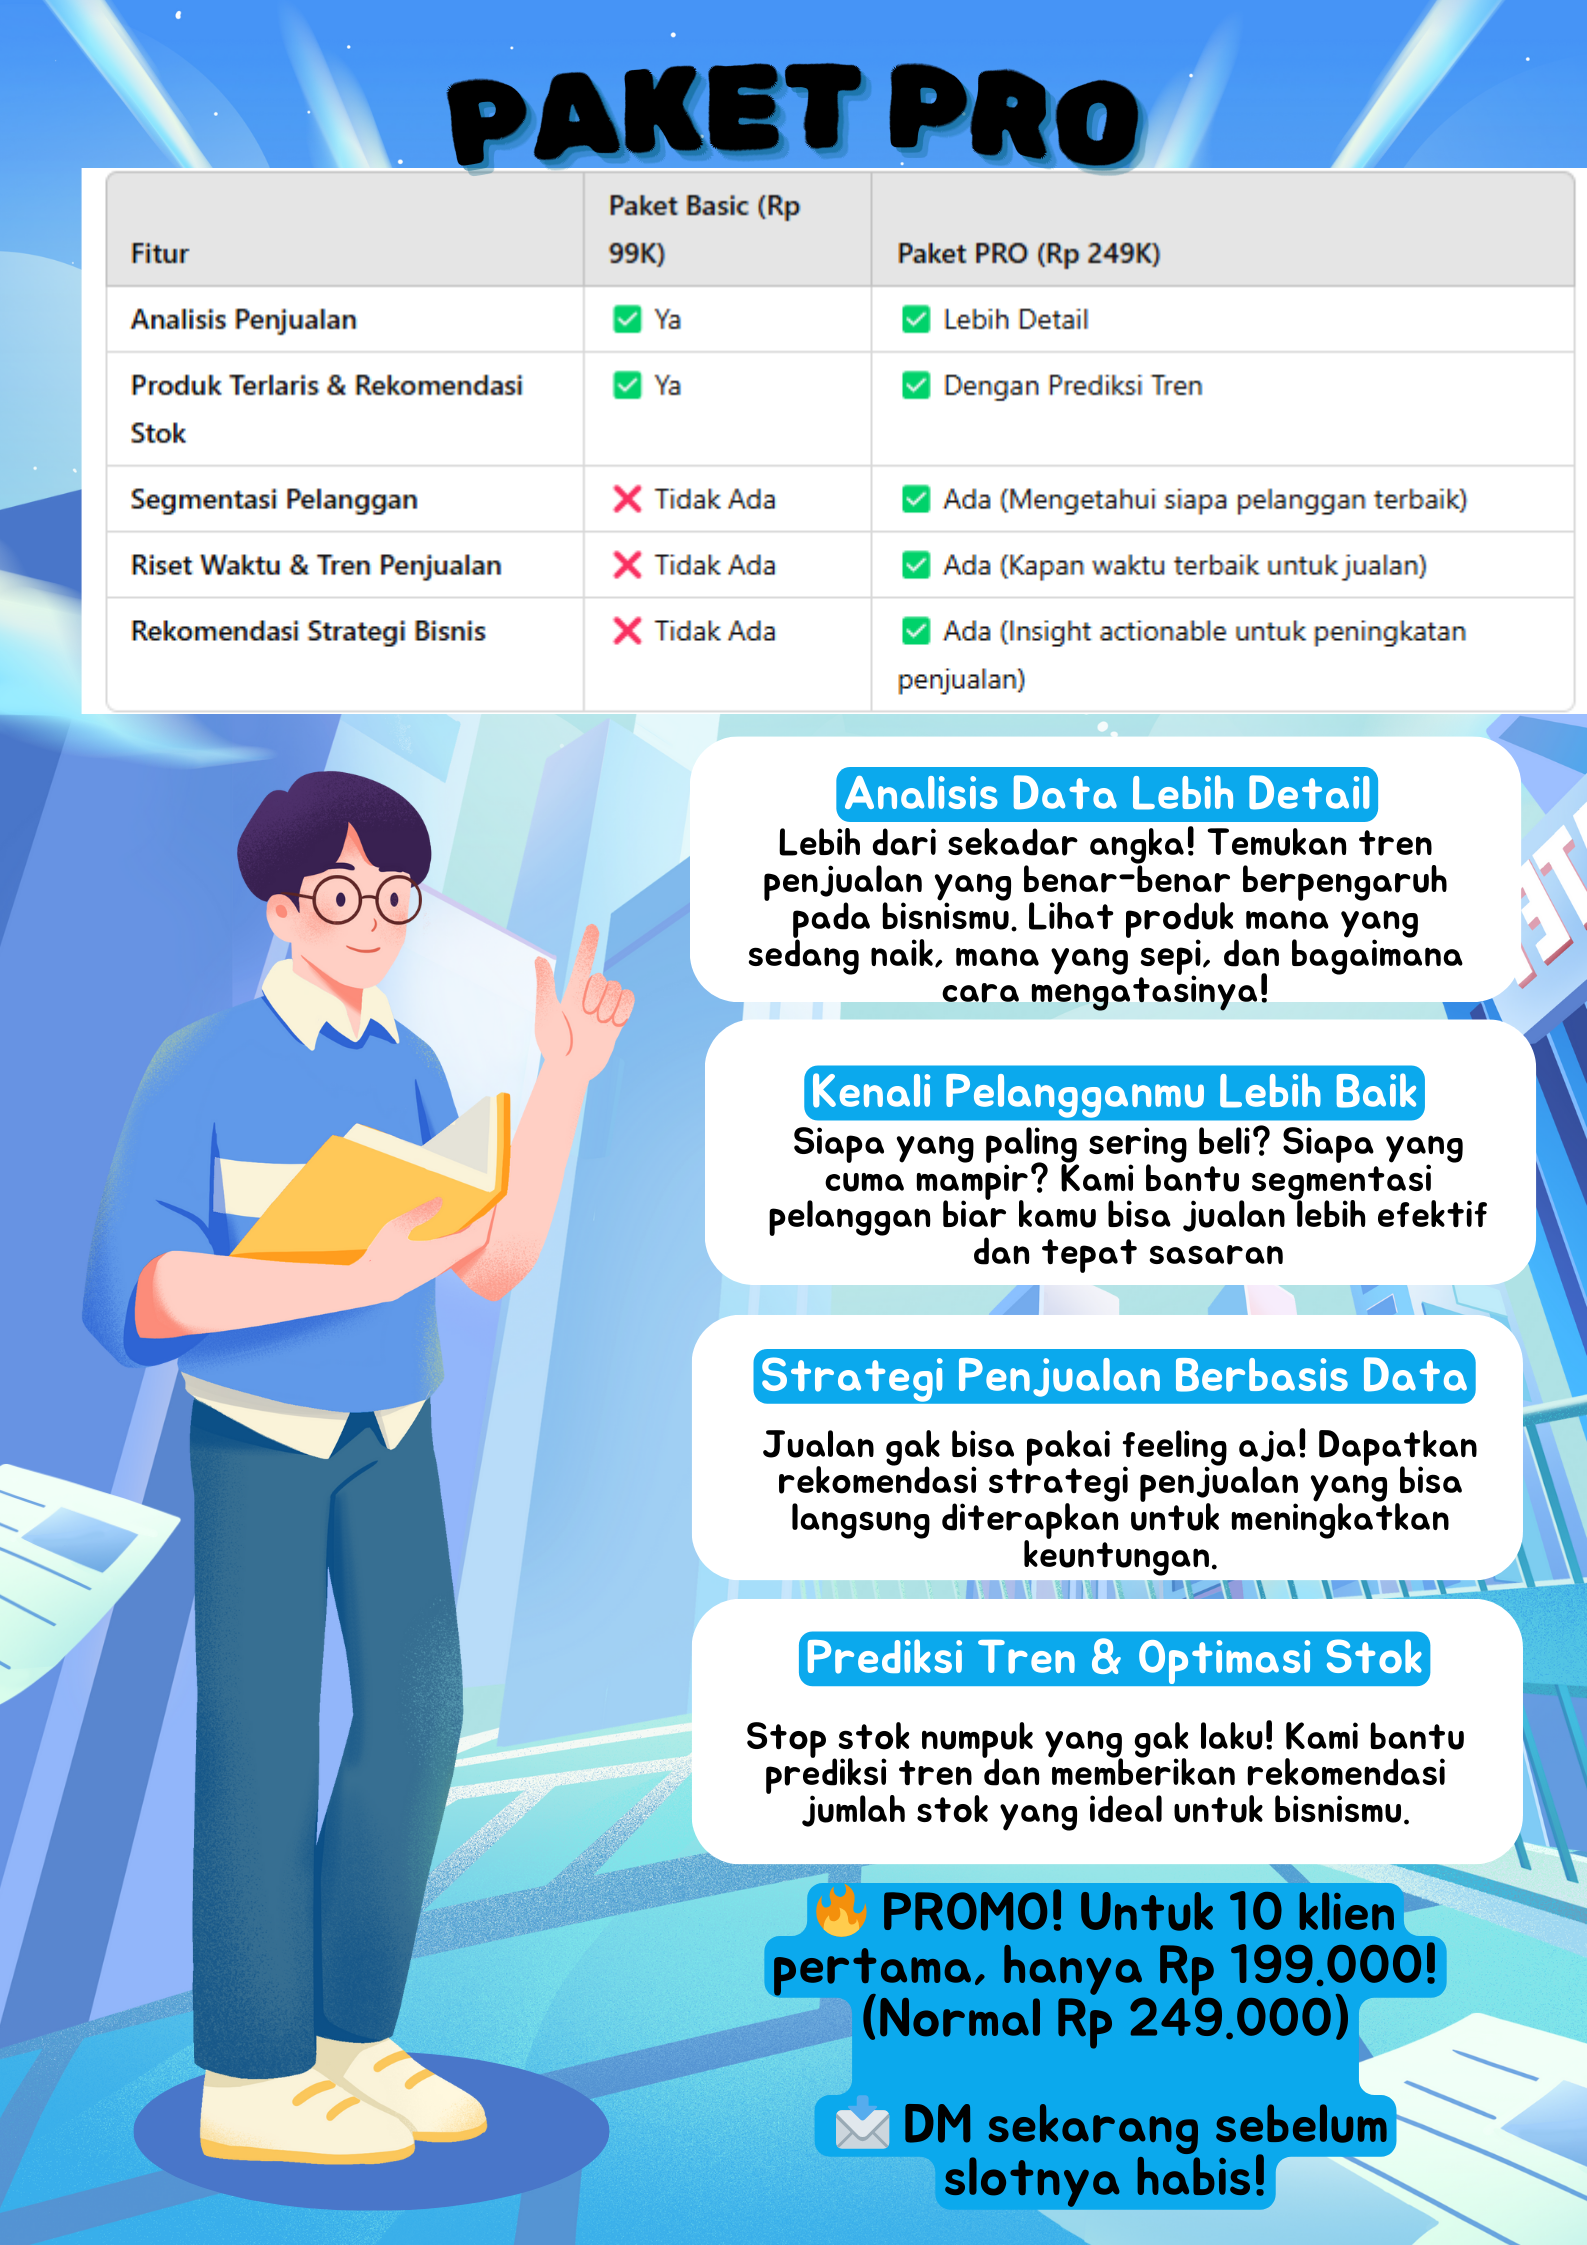 PAKET PRO
Fitur
Paket Basic (Rp
99K)
Paket PRO (Rp 249K)
Analisis Penjualan
✅ Ya
✅ Lebih Detail
Produk Terlaris & Rekomendasi
Stok
✅ Ya
✅ Dengan Prediksi Tren
Segmentasi Pelanggan
❌ Tidak Ada
✅ Ada (Mengetahui siapa pelanggan terbaik)
Riset Waktu & Tren Penjualan
❌ Tidak Ada
✅ Ada (Kapan waktu terbaik untuk jualan)
Rekomendasi Strategi Bisnis
❌ Tidak Ada
✅ Ada (Insight actionable untuk peningkatan
penjualan)
Analisis Data Lebih Detail
Lebih dari sekadar angka! Temukan tren
penjualan yang benar-benar berpengaruh
pada bisnismu. Lihat produk mana yang
sedang naik, mana yang sepi, dan bagaimana
cara mengatasinya!
Kenali Pelangganmu Lebih Baik
Siapa yang paling sering beli? Siapa yang
cuma mampir? Kami bantu segmentasi
pelanggan biar kamu bisa jualan lebih efektif
dan tepat sasaran
Strategi Penjualan Berbasis Data
Jualan gak bisa pakai feeling aja! Dapatkan
rekomendasi strategi penjualan yang bisa
langsung diterapkan untuk meningkatkan
keuntungan.
Prediksi Tren & Optimasi Stok
Stop stok numpuk yang gak laku! Kami bantu
prediksi tren dan memberikan rekomendasi
jumlah stok yang ideal untuk bisnismu.
🔥 PROMO! Untuk 10 klien
pertama, hanya Rp 199.000!
(Normal Rp 249.000)
📩 DM sekarang sebelum
slotnya habis!